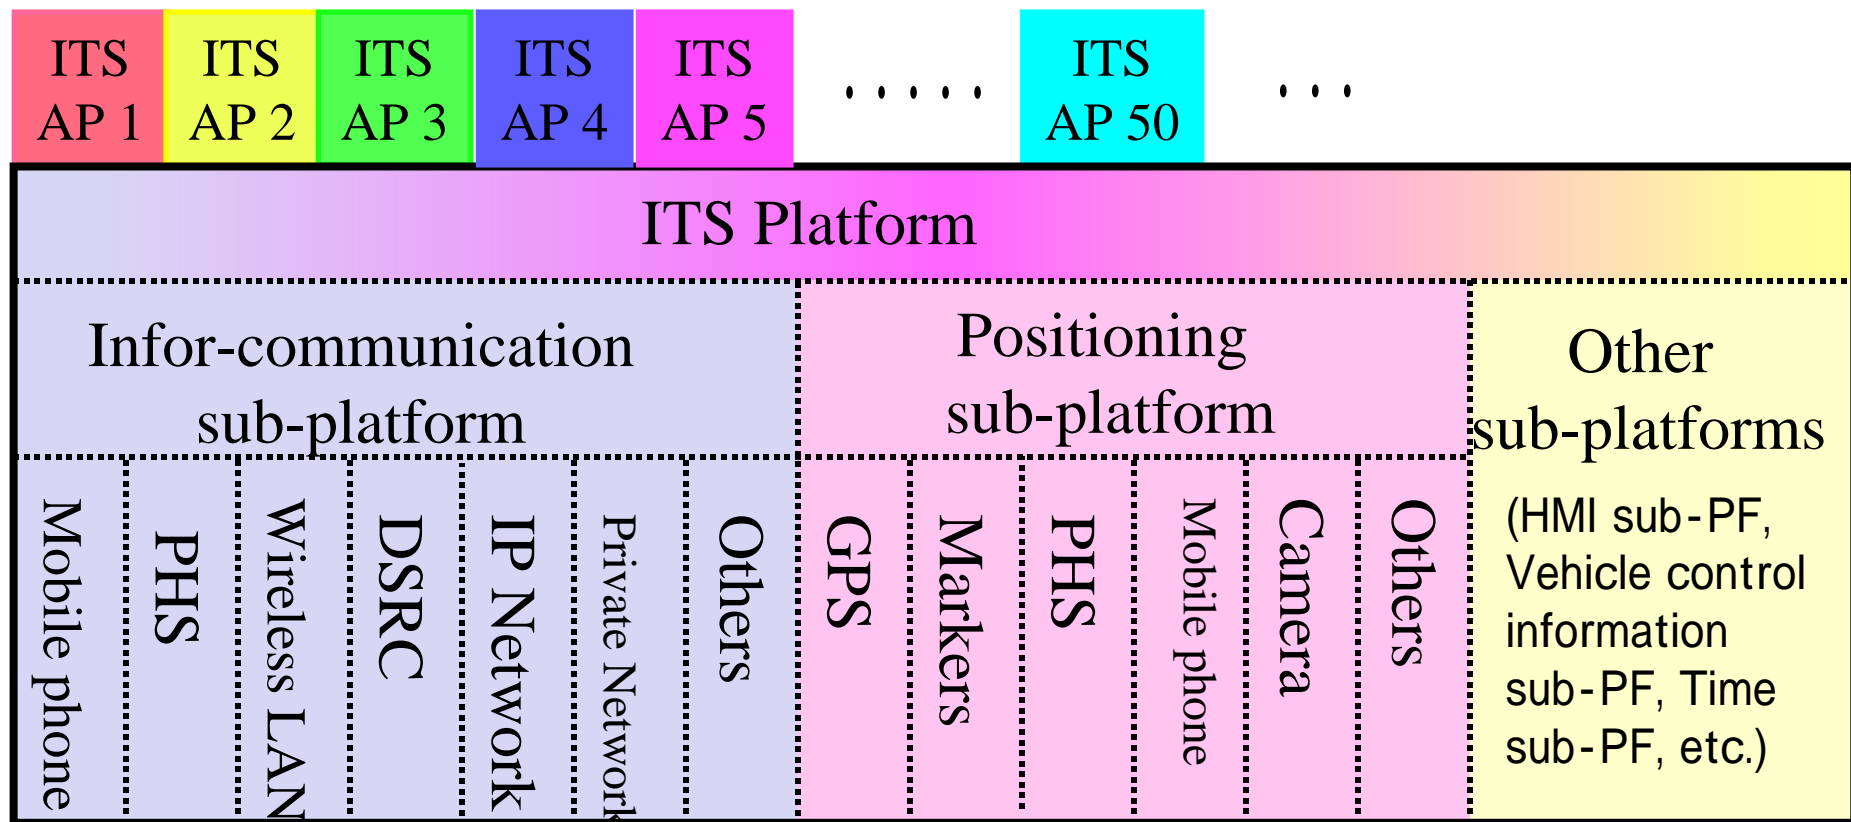 ITS
AP 1
ITS
AP 2
ITS
AP 3
ITS
AP 4
ITS
AP 5
.....
ITS
AP 50
...
ITS Platform
Infor-communication
sub-platform
Positioning
sub-platform
Other
sub-platforms
Mobile phone
PHS
Wireless LAN
DSRC
IP Network
Private Network
Others
GPS
Markers
PHS
Mobile phone
Camera
Others
(HMI sub-PF,
Vehicle control
information
sub-PF, Time
sub-PF, etc.)